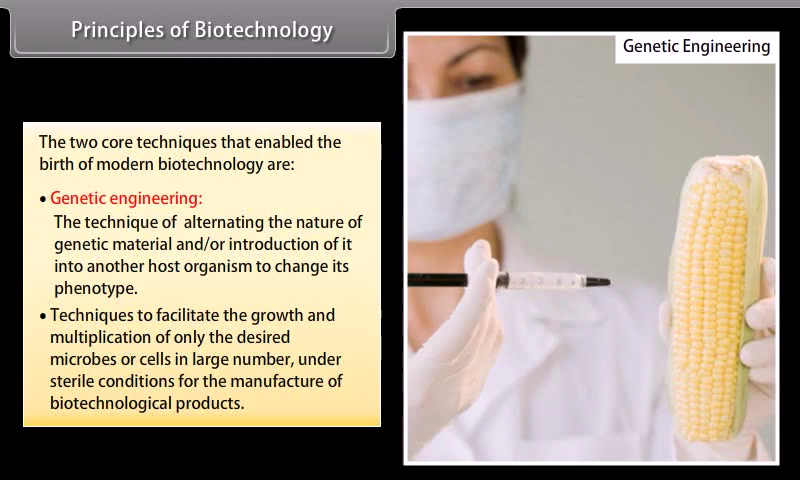 Principles of Biotechnology
Genetic Engineering
The two core techniques that enabled the
birth of modern biotechnology are:
• Genetic engineering:
The technique of alternating the nature of
genetic material and/or introduction of it
into another host organism to change its
phenotype.
• Techniques to facilitate the growth and
multiplication of only the desired
microbes or cells in large number, under
sterile conditions for the manufacture of
biotechnological products.